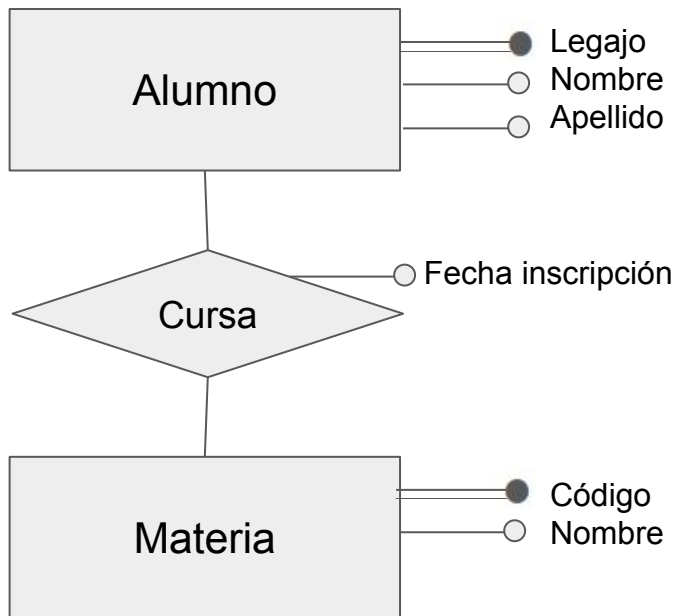 Alumno
Legajo
Nombre
Apellido
Cursa
Fecha inscripción
Materia
Código
Nombre